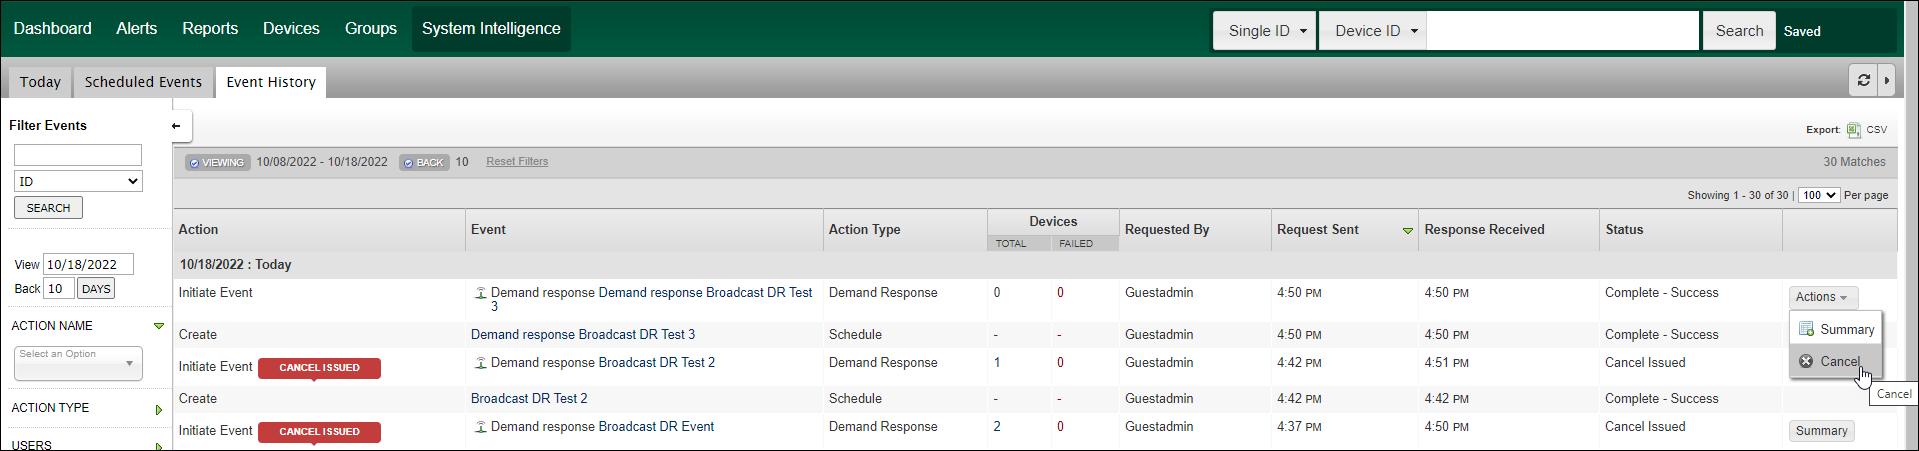 Dashboard Alerts Reports Devices Groups System Intelligence Single ID Device ID Search Saved
Today Scheduled Events Event History
Filter Events
ID
SEARCH
View 10/18/2022
Back 10 DAYS
ACTION NAME
Select an Option
ACTION TYPE
USERS
Export: CSV
VIEWING 10/08/2022 - 10/18/2022 BACK 10 Reset Filters 30 Matches
Showing 1 - 30 of 30 | 100 Per page
Action Event Action Type Devices TOTAL FAILED Requested By Request Sent Response Received Status
10/18/2022 : Today
Initiate Event Demand response Demand response Broadcast DR Test Demand Response 0 0 Guestadmin 4:50 PM 4:50 PM Complete - Success Actions
3
Create Demand response Broadcast DR Test 3 Schedule - - Guestadmin 4:50 PM 4:50 PM Complete - Success Summary
Initiate Event CANCEL ISSUED Demand response Broadcast DR Test 2 Demand Response 1 0 Guestadmin 4:42 PM 4:51 PM Cancel Issued Cancel
Cancel
Create Broadcast DR Test 2 Schedule - - Guestadmin 4:42 PM 4:42 PM Complete - Success
Initiate Event CANCEL ISSUED Demand response Broadcast DR Event Demand Response 2 0 Guestadmin 4:37 PM 4:50 PM Cancel Issued Summary